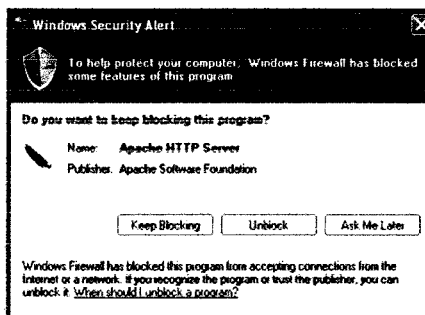 Windows Security Alert
To help protect your computer, Windows Firewall has blocked
some features of this program
Do you want to keep blocking this program?
Name: Apache HTTP Server
Publisher: Apache Software Foundation
Keep Blocking Unblock Ask Me Later
Windows Firewall has blocked this program from accepting connections from the
Internet or a network. If you recognize the program or trust the publisher, you can
unblock it. When should I unblock a program?